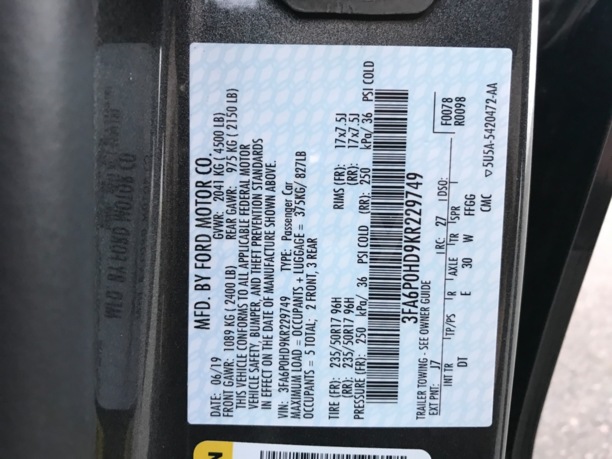 MFD. BY FORD MOTOR CO.
DATE: 06/19 GVWR: 2041 KG ( 4500 LB)
FRONT GAWR: 1089 KG ( 2400 LB) REAR GAWR: 975 KG ( 2150 LB)
THIS VEHICLE CONFORMS TO ALL APPLICABLE FEDERAL MOTOR
VEHICLE SAFETY, BUMPER, AND THEFT PREVENTION STANDARDS
IN EFFECT ON THE DATE OF MANUFACTURE SHOWN ABOVE.
VIN: 3FA6P0HD9KR229749 TYPE: Passenger Car
MAXIMUM LOAD = OCCUPANTS + LUGGAGE = 375KG/ 827LB
OCCUPANTS = 5 TOTAL; 2 FRONT, 3 REAR
TIRE (FR): 235/50R17 96H RIMS (FR): 17x7.5J
(RR): 235/50R17 96H (RR): 17x7.5J
PRESSURE (FR): 250 kPa/ 36 PSI COLD (RR): 250 kPa/ 36 PSI COLD
3FA6P0HD9KR229749
TRAILER TOWING - SEE OWNER GUIDE
EXT PNT: J7 RC: 27 DSO: F0078
INT TR TP/PS R AXLE TR SPR R0098
DT E 30 W FFGG
CMC 5U5A-5420472-AA